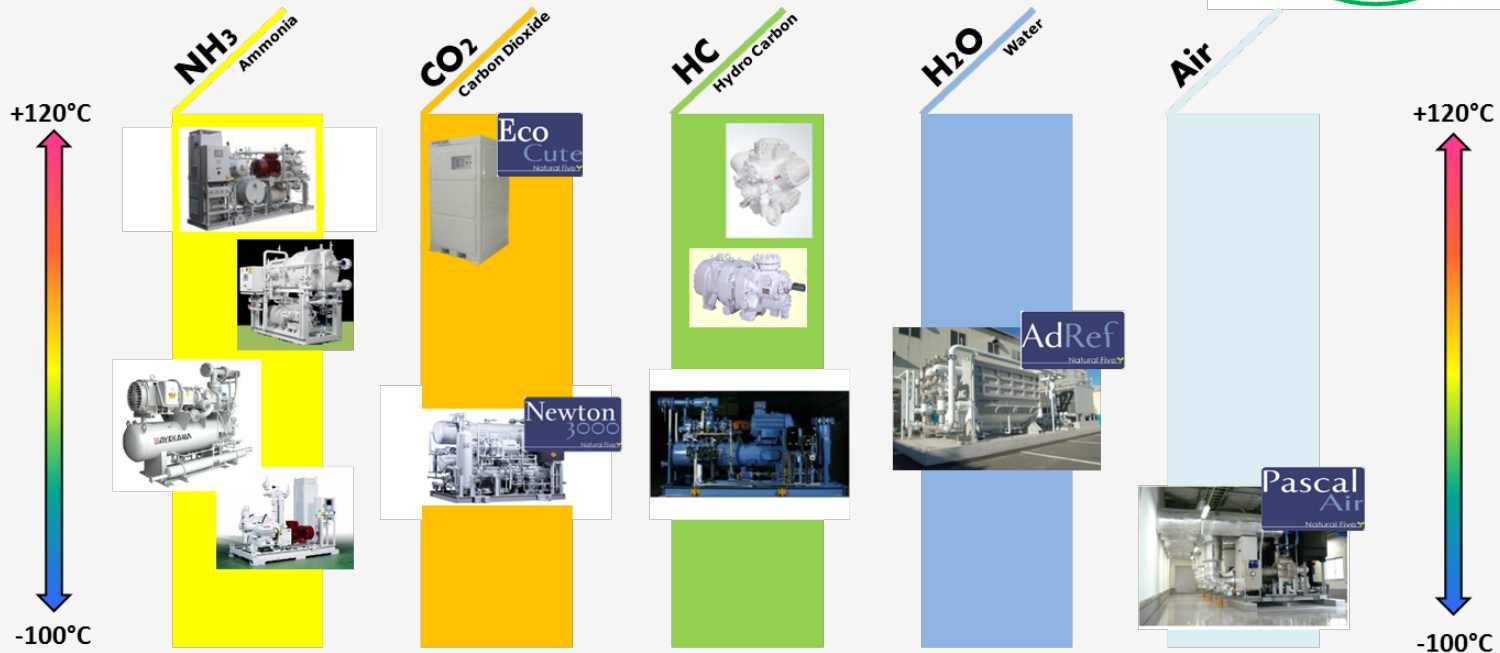 NH₃
Ammonia
CO₂
Carbon Dioxide
HC
Hydro Carbon
H₂O
Water
Air
+120°C
+120°C
Eco
Cute
Natural Five
AdRef
Natural Five
Newton
3000
Natural Five
MAYEKAWA
Pascal
Air
Natural Five
-100°C
-100°C